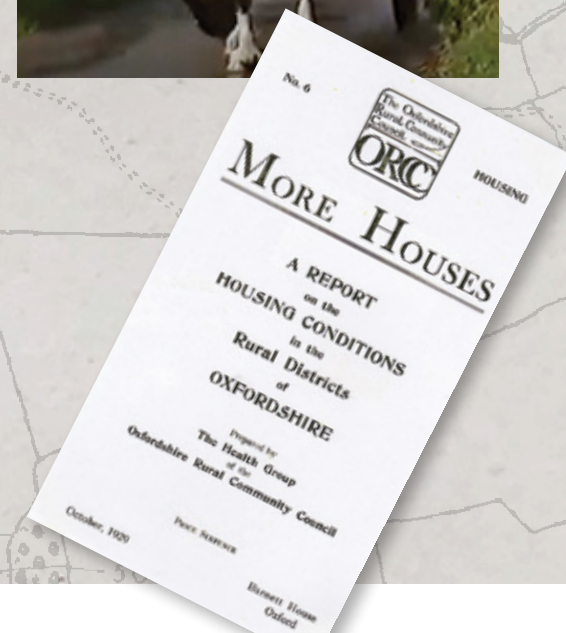 No. 6
The Oxfordshire
Rural Community
Council
ORCC
HOUSING
MORE HOUSES
A REPORT
on the
HOUSING CONDITIONS
in the
Rural Districts
of
OXFORDSHIRE
Prepared by
The Health Group
of the
Oxfordshire Rural Community Council
October, 1920
PRICE SIXPENCE
Barnett House
Oxford